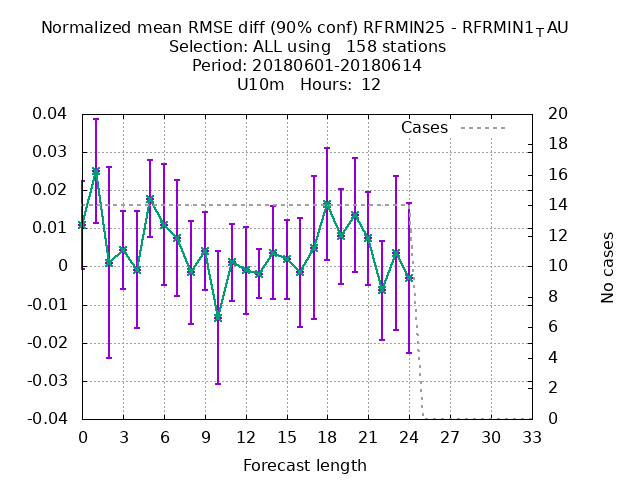 Normalized mean RMSE diff (90% conf) RFRMIN25 - RFRMIN1_TAU
Selection: ALL using   158 stations
Period: 20180601-20180614
U10m   Hours:  12
Cases
0.04
0.03
0.02
0.01
0
-0.01
-0.02
-0.03
-0.04
20
18
16
14
12
10
8
6
4
2
0
No cases
0 3 6 9 12 15 18 21 24 27 30 33
Forecast length